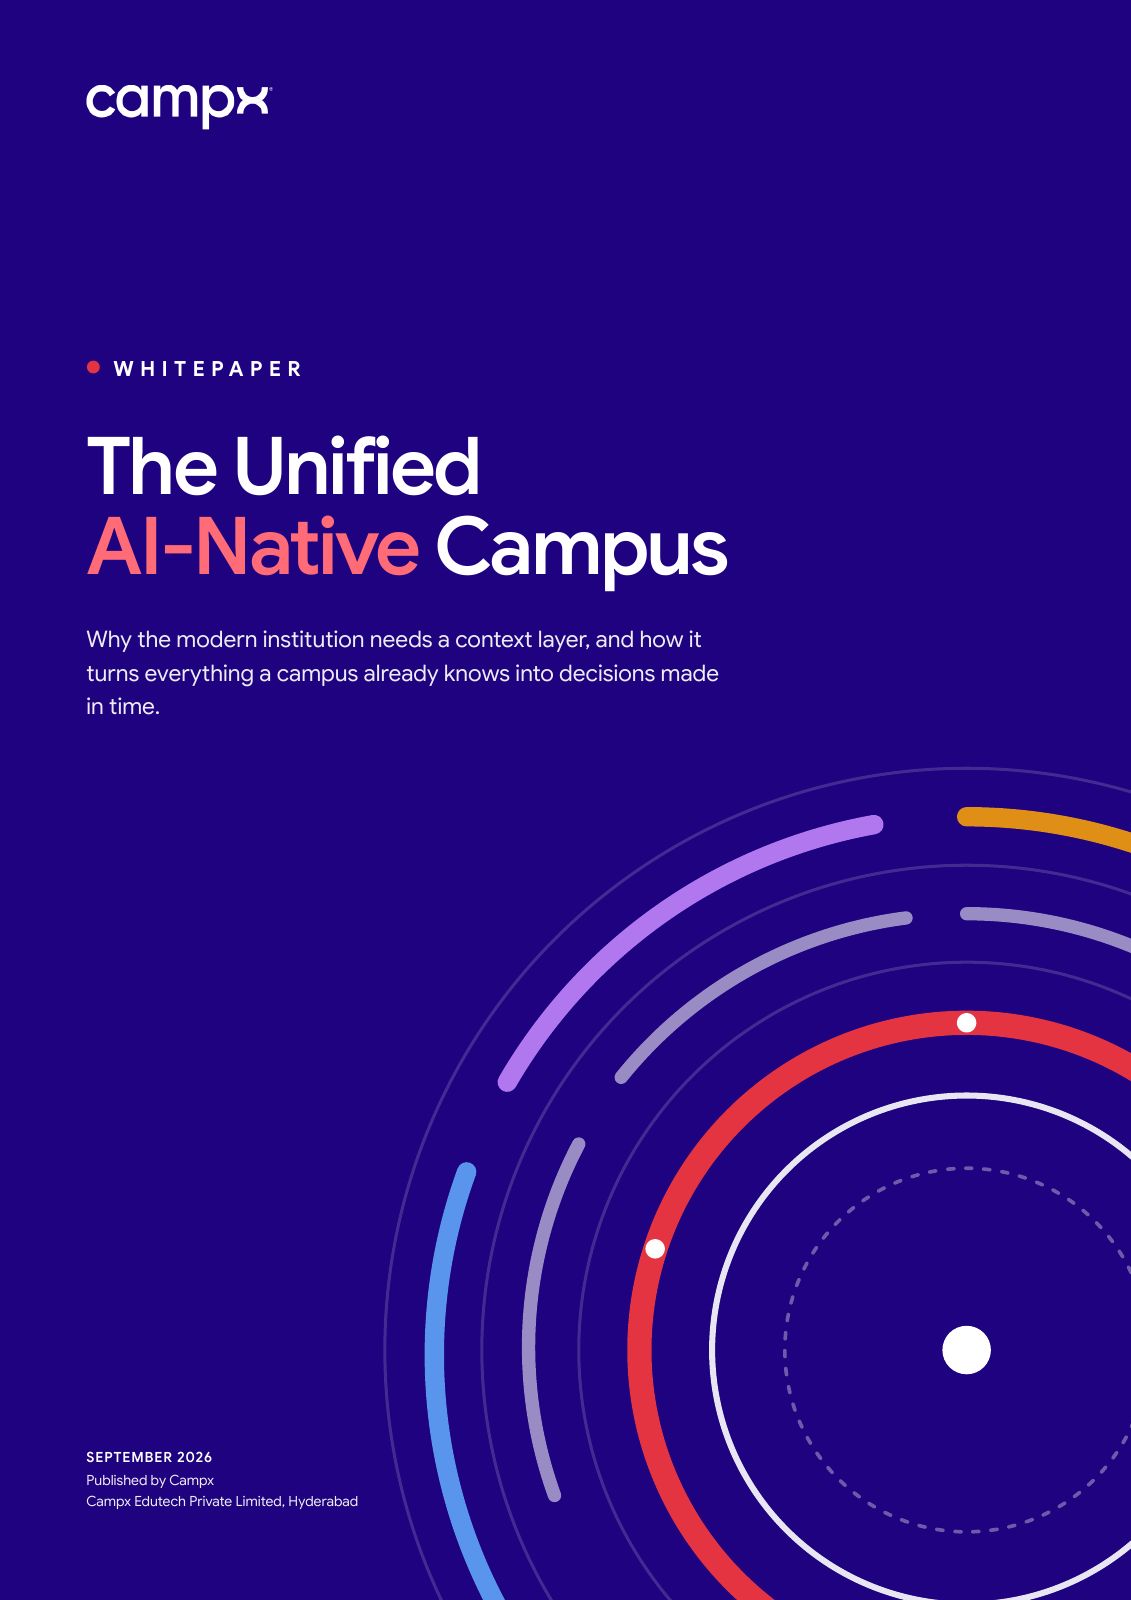 campx
WHITEPAPER
The Unified
AI-Native Campus
Why the modern institution needs a context layer, and how it
turns everything a campus already knows into decisions made
in time.
SEPTEMBER 2026
Published by Campx
Campx Edutech Private Limited, Hyderabad